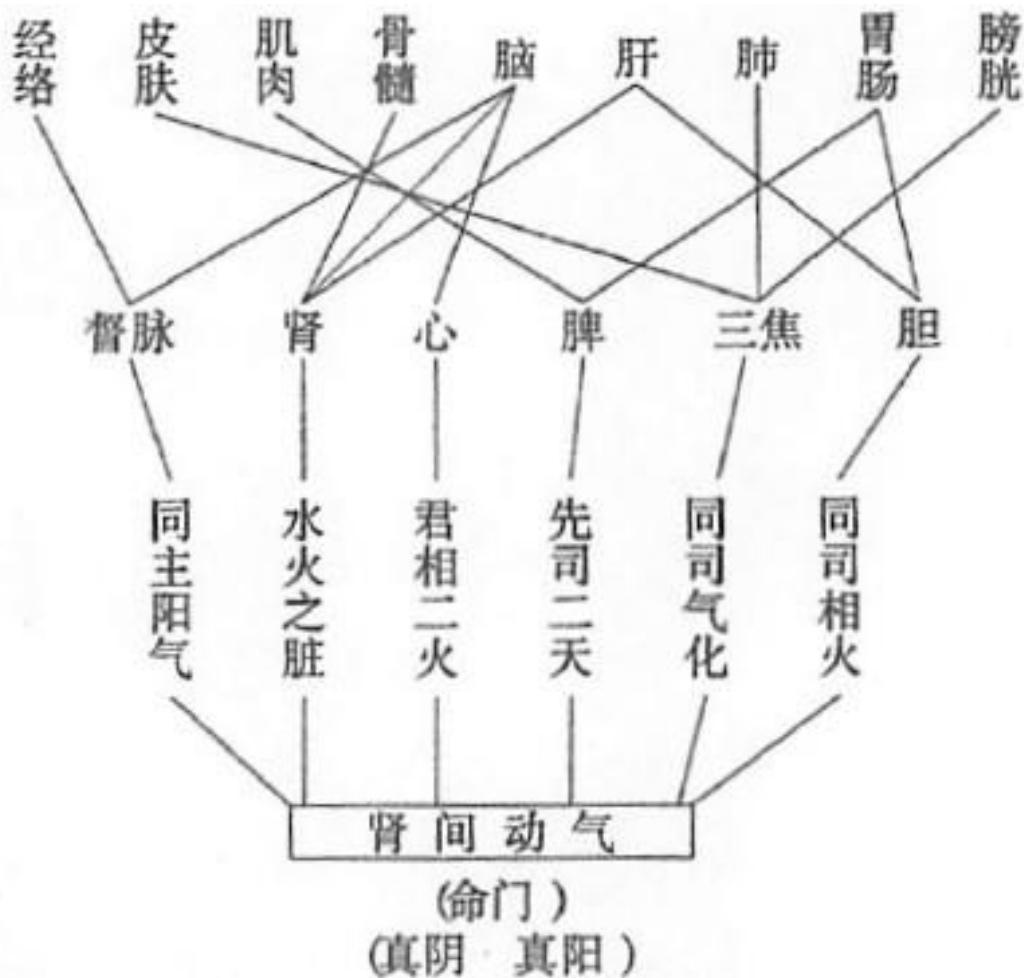 经络
皮肤
肌肉
骨髓
脑
肝
肺
胃肠
膀胱
督脉
肾
心
脾
三焦
胆
同主阳气
水火之脏
君相二火
先司二天
同司气化
同司相火
肾间动气
(命门)
(真阴 真阳)